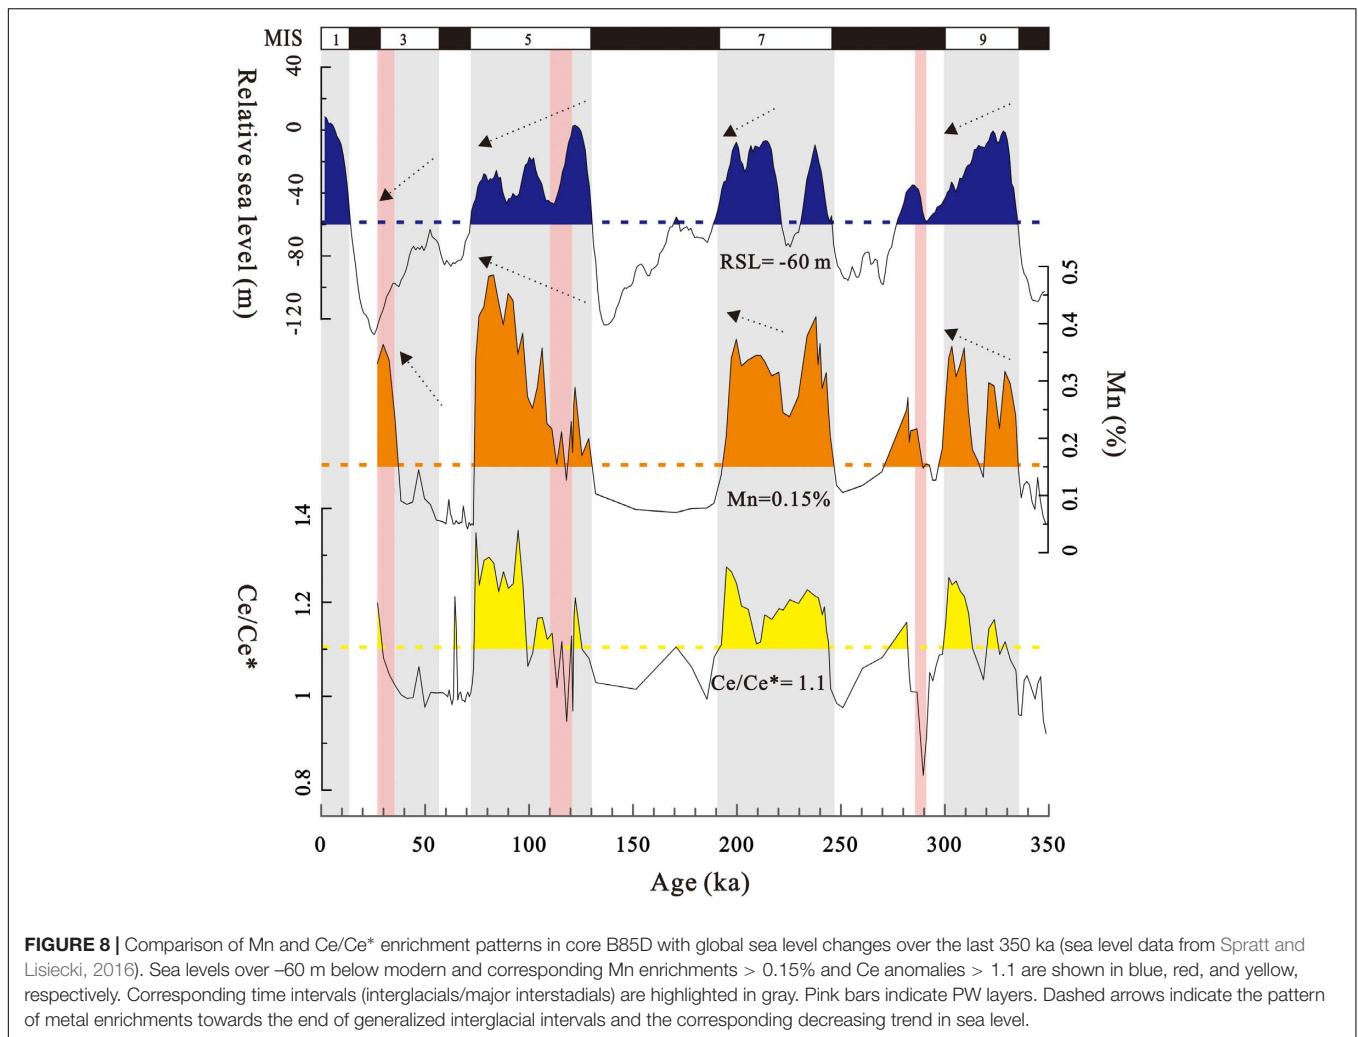 MIS 1 3 5 7 9
40
0
-40
-80
-120
Relative sea level (m)
RSL= -60 m
0.5
0.4
0.3
0.2
0.1
0
Mn (%)
Mn=0.15%
1.4
1.2
1
0.8
Ce/Ce*
Ce/Ce*= 1.1
0 50 100 150 200 250 300 350
Age (ka)
FIGURE 8 | Comparison of Mn and Ce/Ce* enrichment patterns in core B85D with global sea level changes over the last 350 ka (sea level data from Spratt and
Lisiecki, 2016). Sea levels over –60 m below modern and corresponding Mn enrichments > 0.15% and Ce anomalies > 1.1 are shown in blue, red, and yellow,
respectively. Corresponding time intervals (interglacials/major interstadials) are highlighted in gray. Pink bars indicate PW layers. Dashed arrows indicate the pattern
of metal enrichments towards the end of generalized interglacial intervals and the corresponding decreasing trend in sea level.